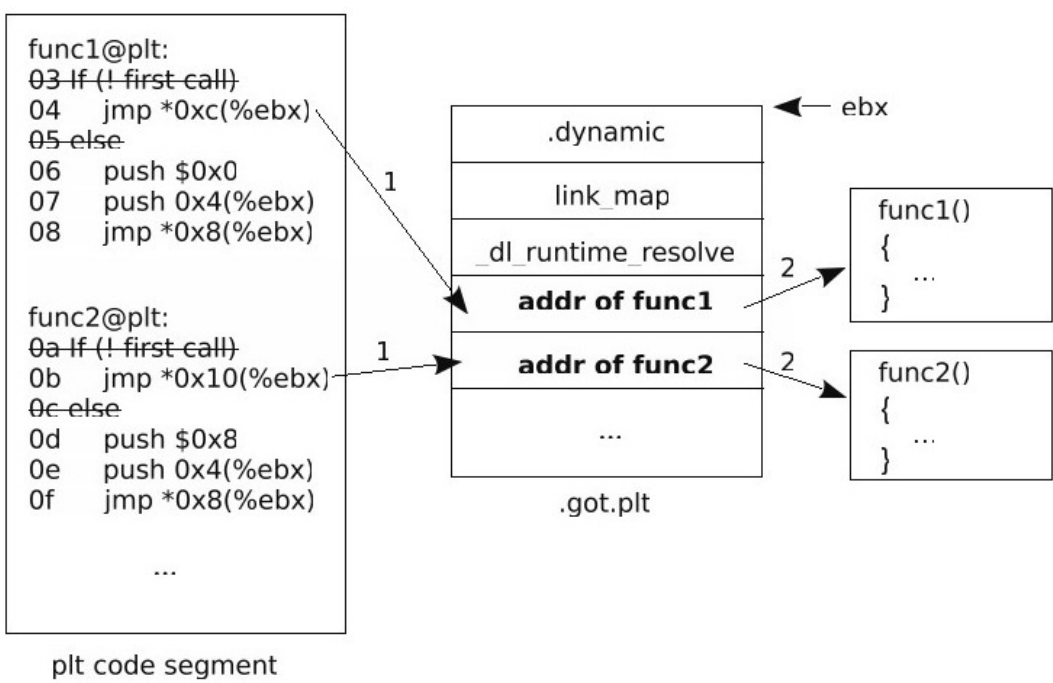 func1@plt:
03 If (! first call)
04 jmp *0xc(%ebx)
05 else
06 push $0x0
07 push 0x4(%ebx)
08 jmp *0x8(%ebx)
func2@plt:
0a If (! first call)
0b jmp *0x10(%ebx)
0c else
0d push $0x8
0e push 0x4(%ebx)
0f jmp *0x8(%ebx)
...
plt code segment
1
1
ebx
.dynamic
link_map
_dl_runtime_resolve
addr of func1
addr of func2
...
.got.plt
2
2
func1()
{
...
}
func2()
{
...
}